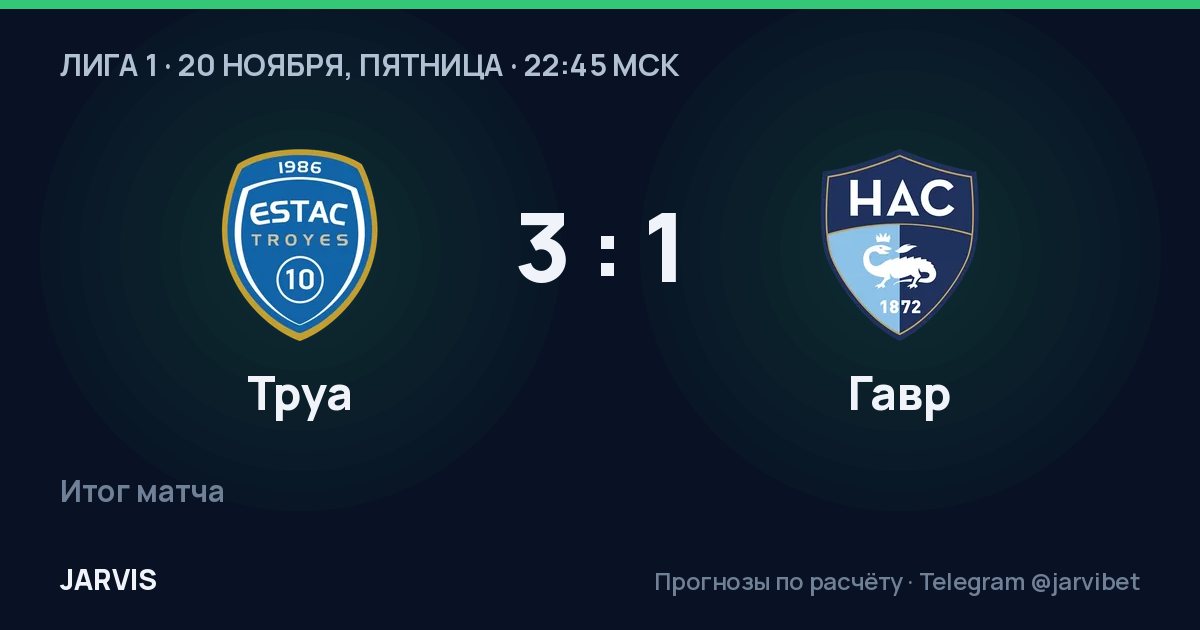 ЛИГА 1 · 20 НОЯБРЯ, ПЯТНИЦА · 22:45 МСК
1986
ESTAC
TROYES
10
3 : 1
HAC
1872
Труа
Гавр
Итог матча
JARVIS
Прогнозы по расчёту · Telegram @jarvibet